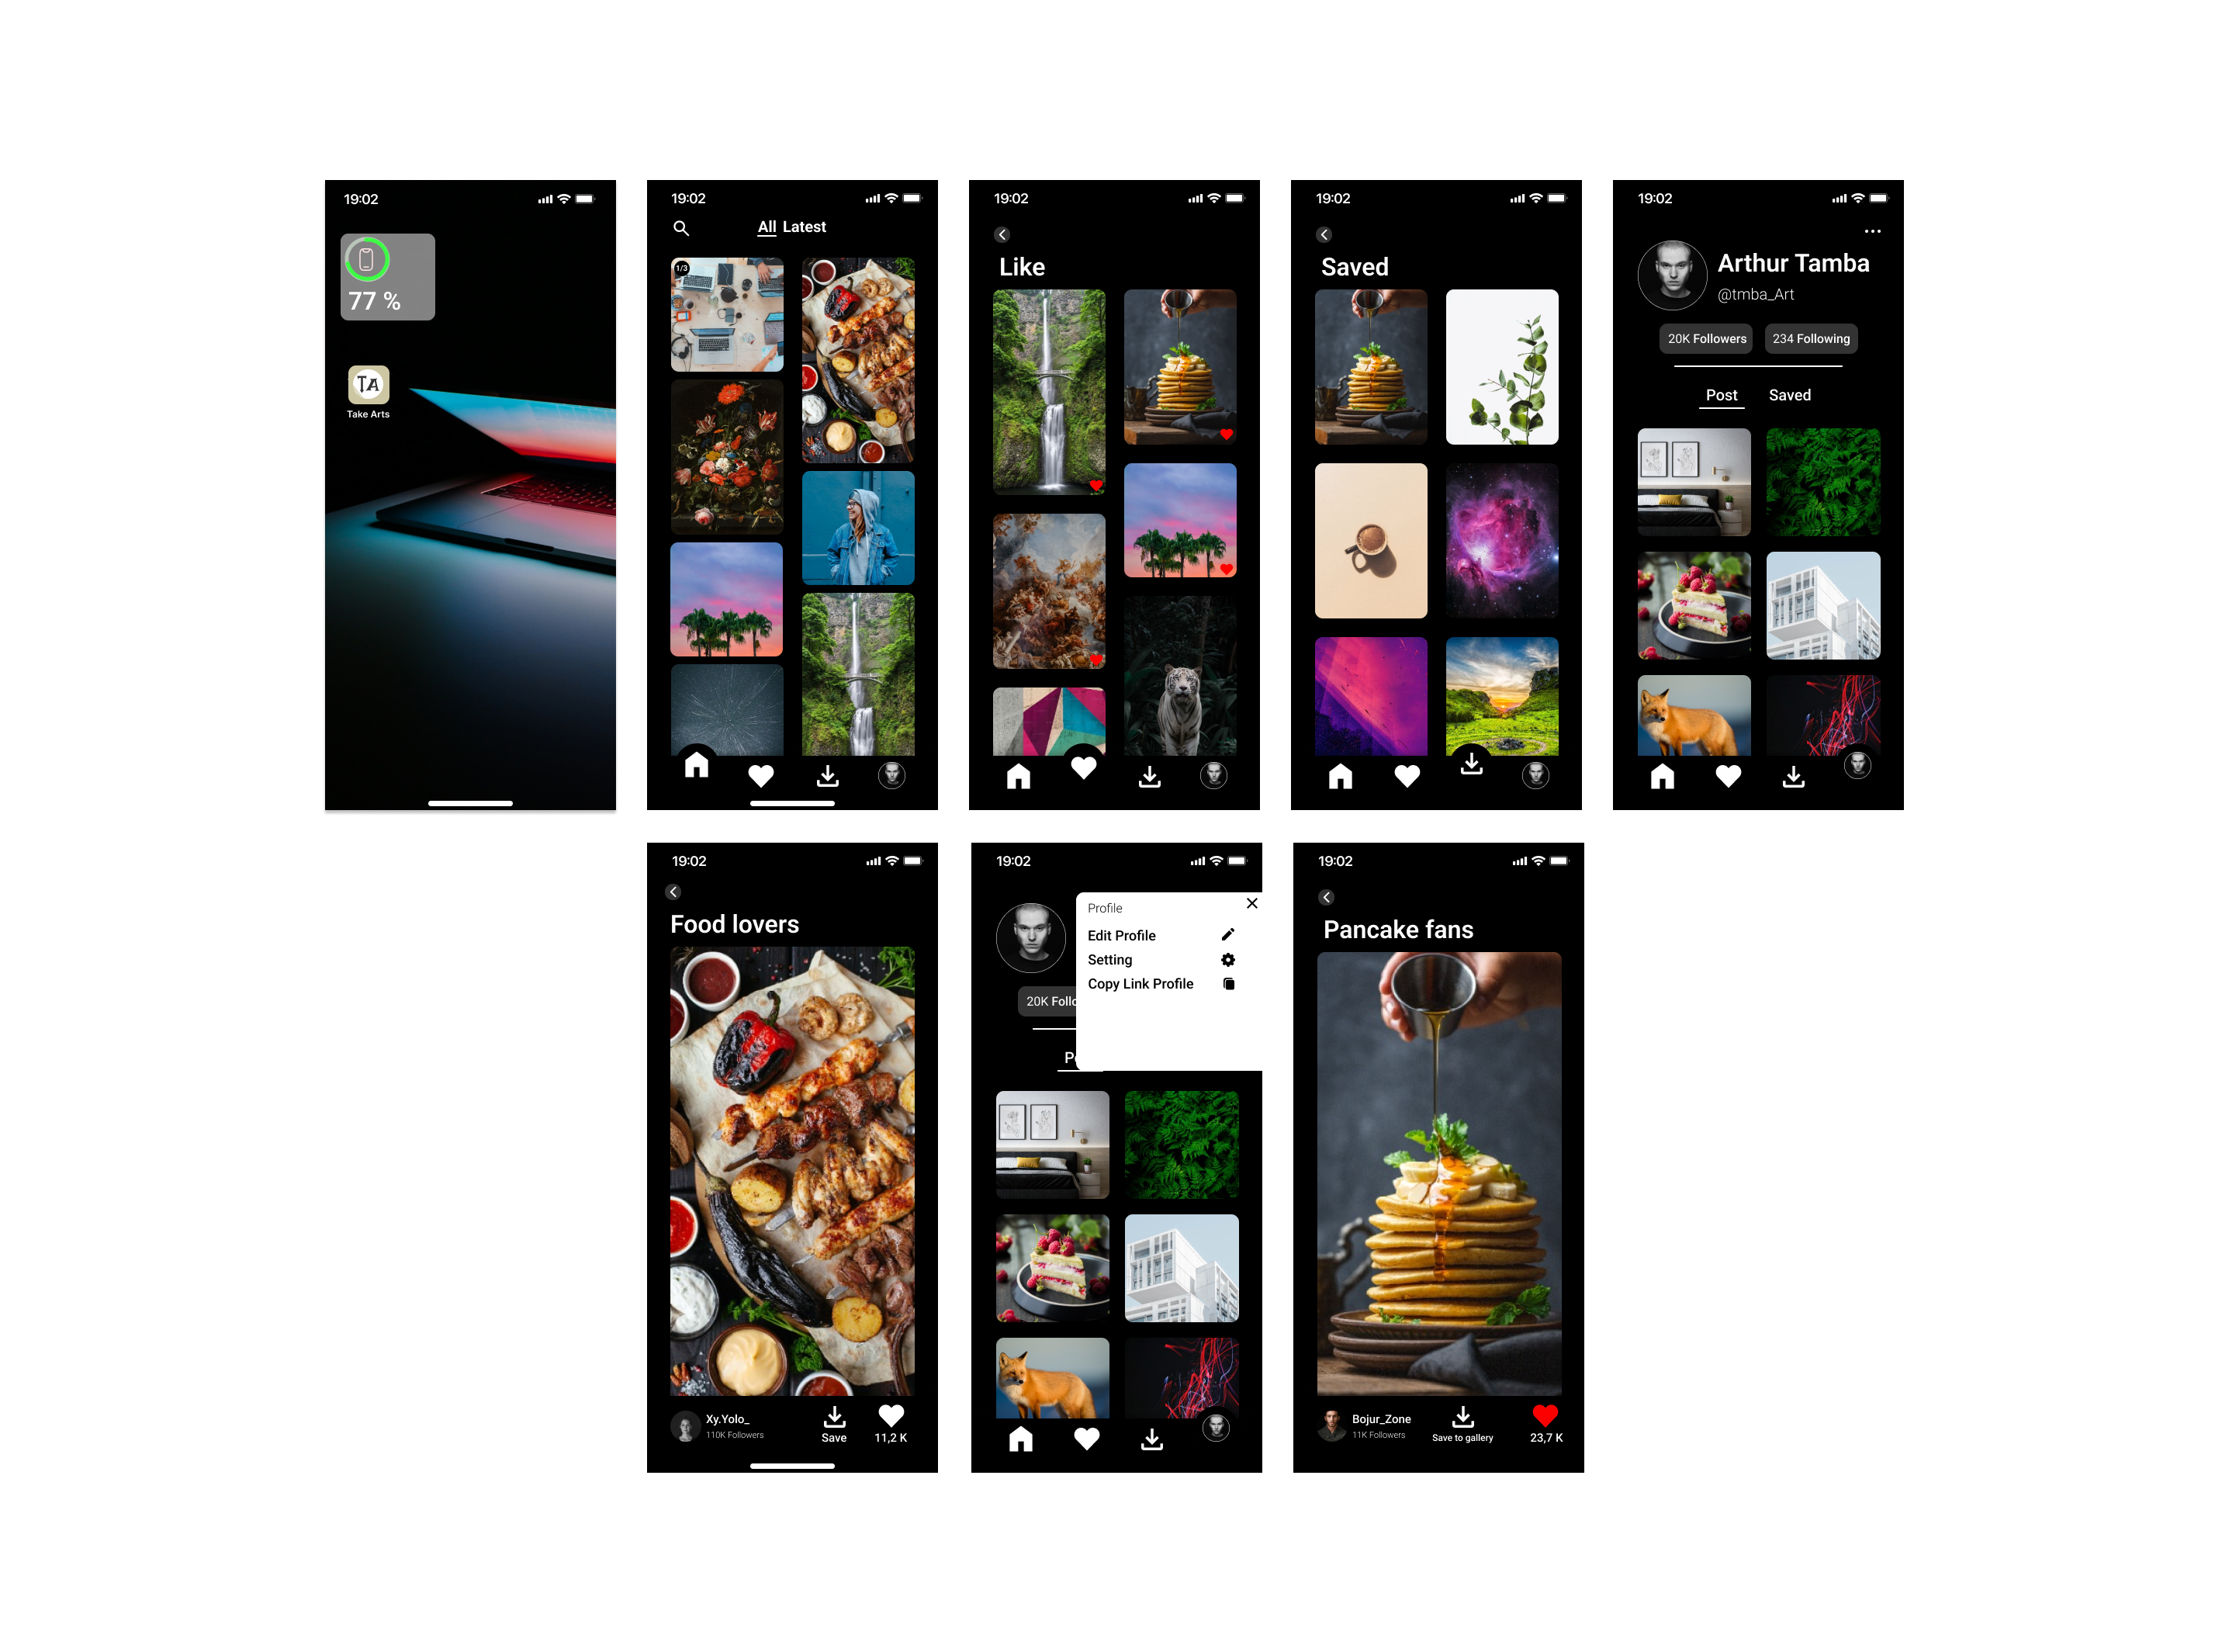 19:02
77 %
TA
Take Arts
19:02
All Latest
1/3
19:02
Like
19:02
Saved
19:02
Arthur Tamba
@tmba_Art
20K Followers
234 Following
Post
Saved
19:02
Food lovers
Xy.Yolo_
110K Followers
Save
11,2 K
19:02
Profile
Edit Profile
Setting
Copy Link Profile
20K Follo
P
19:02
Pancake fans
Bojur_Zone
11K Followers
Save to gallery
23,7 K